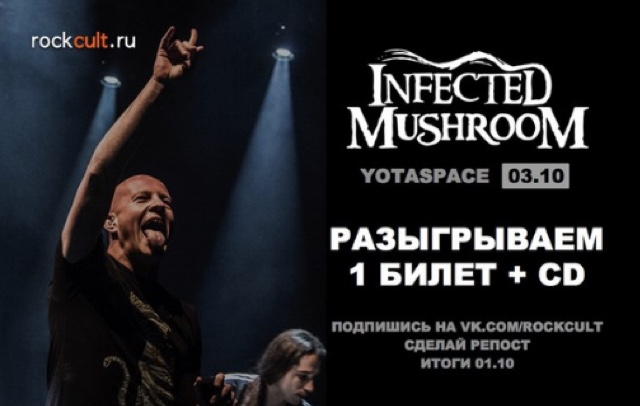 rockcult.ru
INFECTED
MUSHROOM
YOTASPACE 03.10
РАЗЫГРЫВАЕМ
1 БИЛЕТ + CD
ПОДПИШИСЬ НА VK.COM/ROCKCULT
СДЕЛАЙ РЕПОСТ
ИТОГИ 01.10